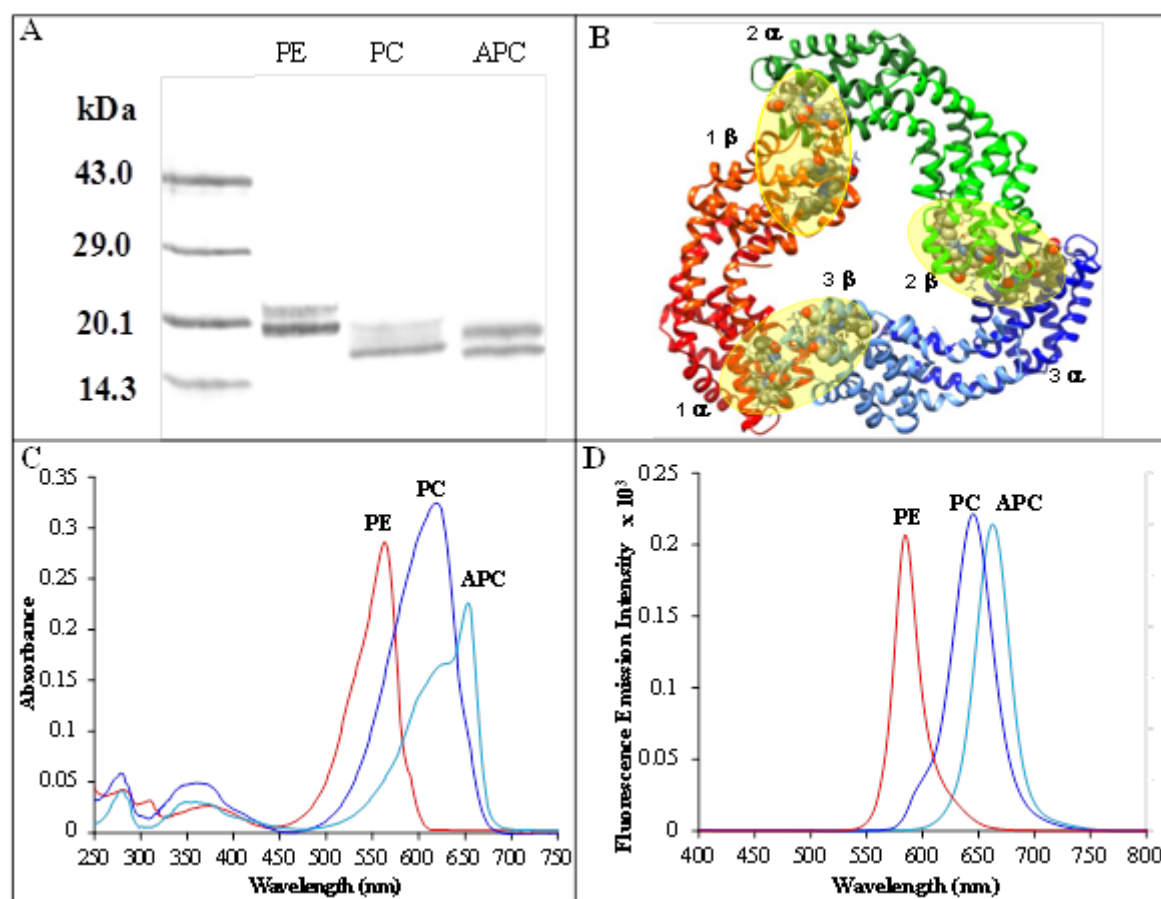 A
PE PC APC
kDa
43.0
29.0
20.1
14.3
B
2 α
1 β
3 β
2 β
1 α
3 α
C
0.35
0.3
0.25
0.2
0.15
0.1
0.05
0
PE
PC
APC
250 300 350 400 450 500 550 600 650 700 750
Absorbance
Wavelength (nm)
D
0.25
0.2
0.15
0.1
0.05
0
PE PC APC
400 450 500 550 600 650 700 750 800
Fluorescence Emission Intensity x 10³
Wavelength (nm)